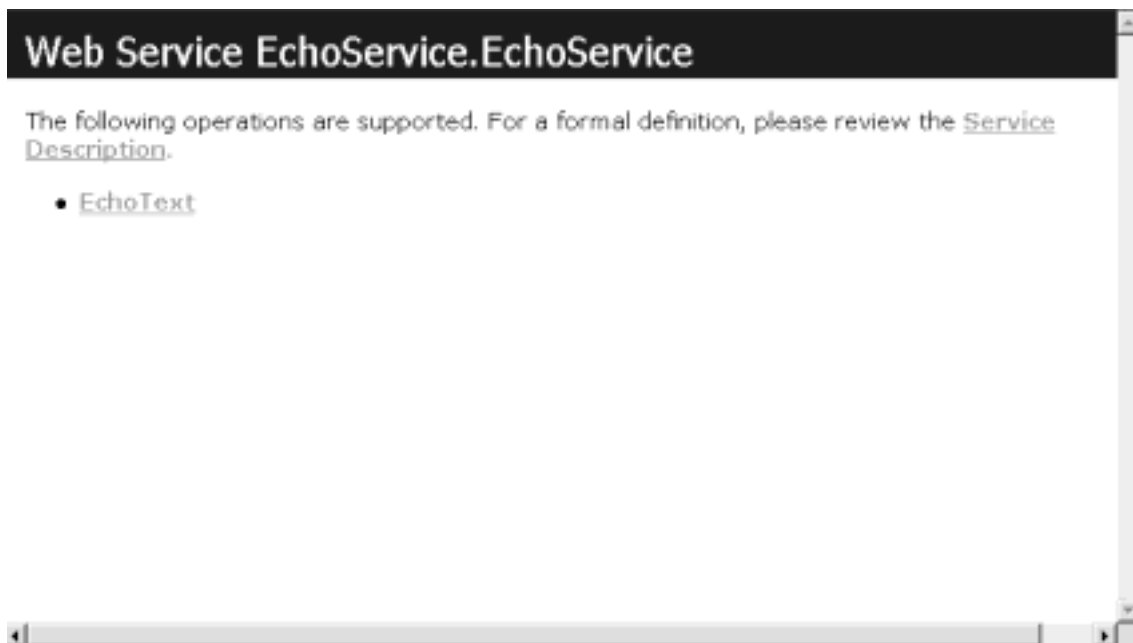 Web Service EchoService.EchoService
The following operations are supported. For a formal definition, please review the Service
Description.
EchoText